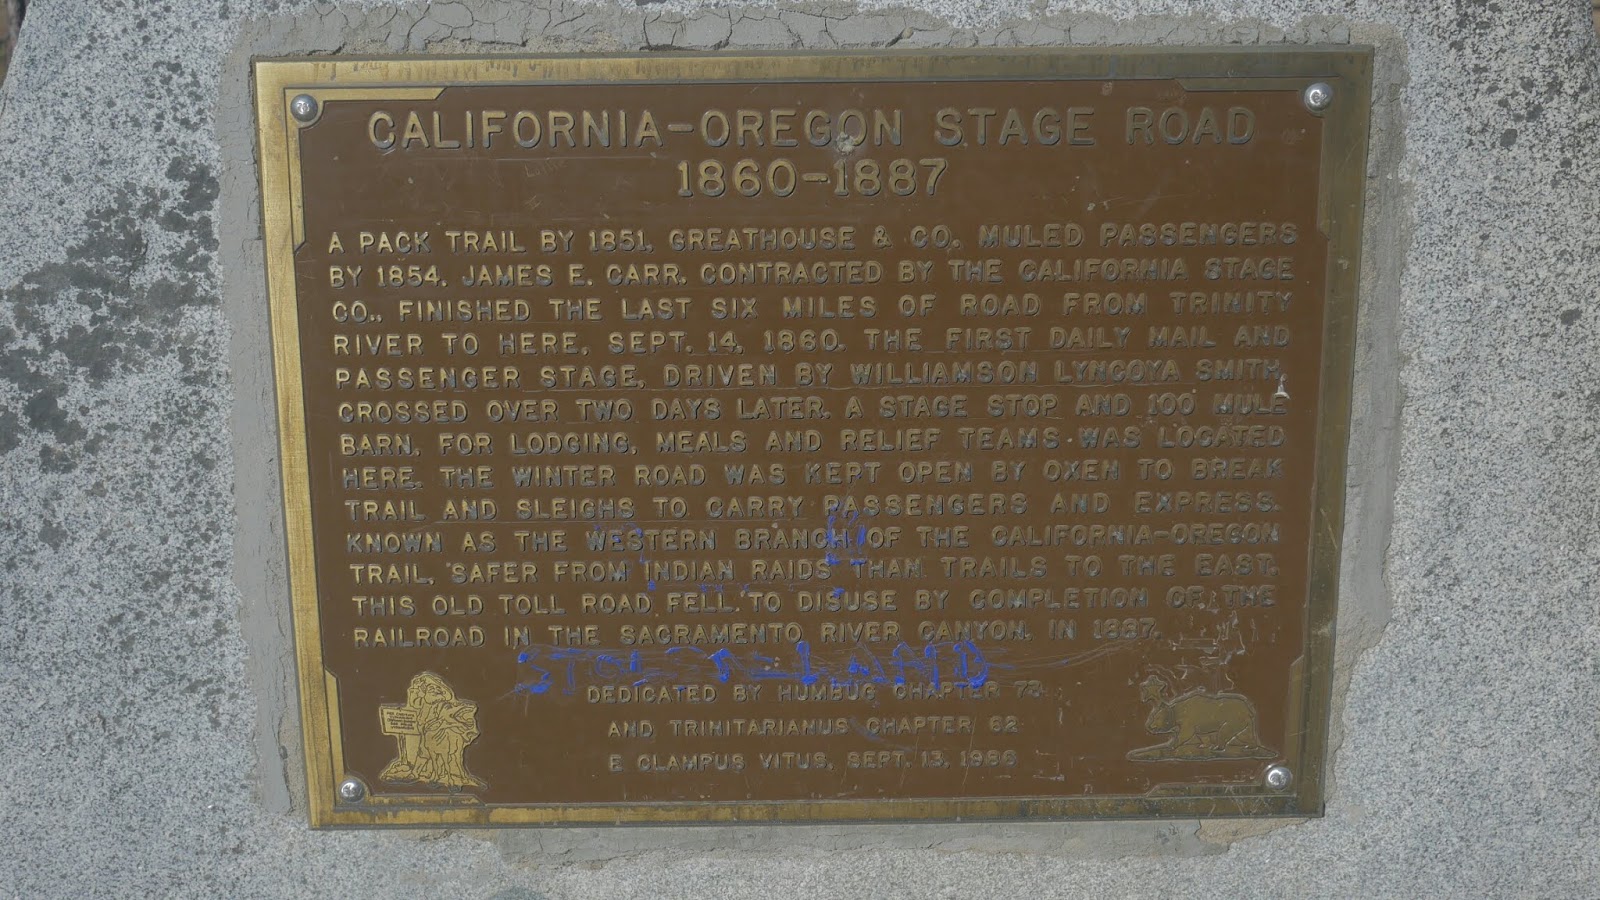 CALIFORNIA-OREGON STAGE ROAD
1860-1887
A PACK TRAIL BY 1851, GREATHOUSE & CO. MULED PASSENGERS
BY 1854. JAMES E. CARR, CONTRACTED BY THE CALIFORNIA STAGE
CO., FINISHED THE LAST SIX MILES OF ROAD FROM TRINITY
RIVER TO HERE, SEPT. 14, 1860. THE FIRST DAILY MAIL AND
PASSENGER STAGE, DRIVEN BY WILLIAMSON LYNCOYA SMITH,
CROSSED OVER TWO DAYS LATER. A STAGE STOP AND 100 MULE
BARN, FOR LODGING, MEALS AND RELIEF TEAMS WAS LOCATED
HERE. THE WINTER ROAD WAS KEPT OPEN BY OXEN TO BREAK
TRAIL AND SLEIGHS TO CARRY PASSENGERS AND EXPRESS.
KNOWN AS THE WESTERN BRANCH OF THE CALIFORNIA-OREGON
TRAIL, SAFER FROM INDIAN RAIDS THAN TRAILS TO THE EAST.
THIS OLD TOLL ROAD FELL TO DISUSE BY COMPLETION OF THE
RAILROAD IN THE SACRAMENTO RIVER CANYON, IN 1887.
DEDICATED BY HUMBUG CHAPTER 73
AND TRINITARIANUS CHAPTER 62
E CLAMPUS VITUS, SEPT. 13, 1986